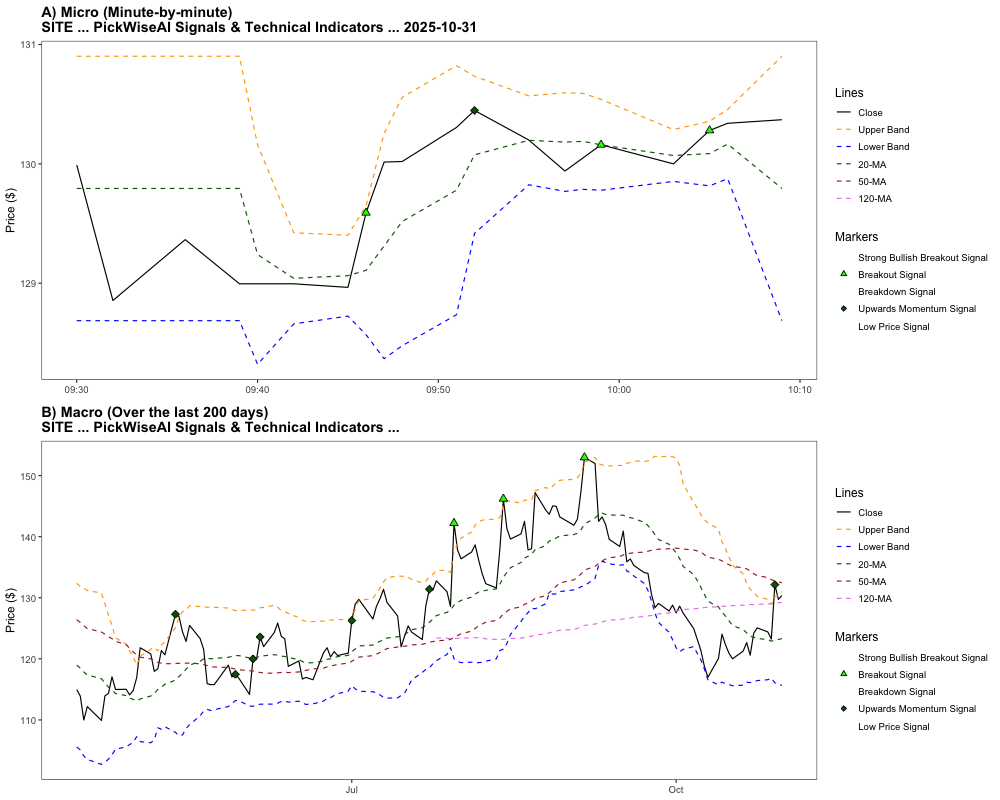 A) Micro (Minute-by-minute)
SITE ... PickWiseAI Signals & Technical Indicators ... 2025-10-31
131
130
129
Price ($)
09:30
09:40
09:50
10:00
10:10
Lines
Close
Upper Band
Lower Band
20-MA
50-MA
120-MA
Markers
Strong Bullish Breakout Signal
Breakout Signal
Breakdown Signal
Upwards Momentum Signal
Low Price Signal
B) Macro (Over the last 200 days)
SITE ... PickWiseAI Signals & Technical Indicators ...
150
140
130
120
110
Price ($)
Jul
Oct
Lines
Close
Upper Band
Lower Band
20-MA
50-MA
120-MA
Markers
Strong Bullish Breakout Signal
Breakout Signal
Breakdown Signal
Upwards Momentum Signal
Low Price Signal